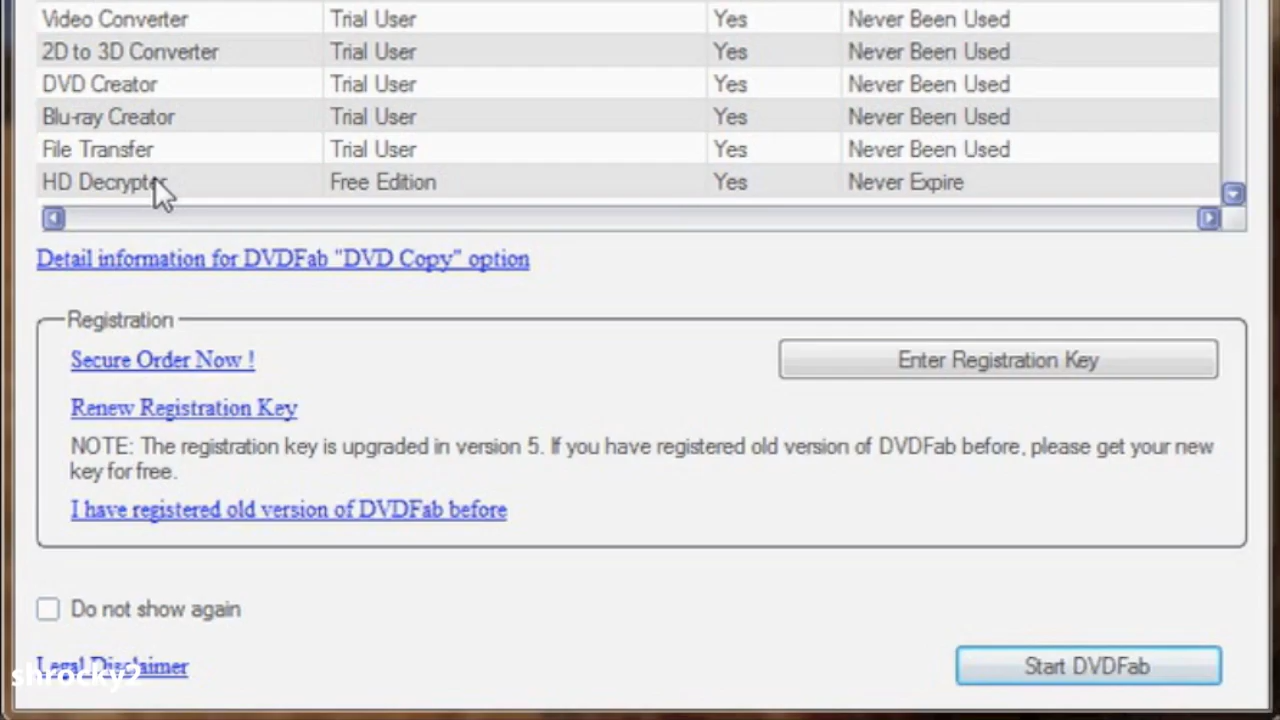 Video Converter Trial User Yes Never Been Used
2D to 3D Converter Trial User Yes Never Been Used
DVD Creator Trial User Yes Never Been Used
Blu-ray Creator Trial User Yes Never Been Used
File Transfer Trial User Yes Never Been Used
HD Decrypter Free Edition Yes Never Expire
Detail information for DVDFab "DVD Copy" option
Registration
Secure Order Now !
Enter Registration Key
Renew Registration Key
NOTE: The registration key is upgraded in version 5. If you have registered old version of DVDFab before, please get your new
key for free.
I have registered old version of DVDFab before
Do not show again
Legal Disclaimer
shrocky2
Start DVDFab